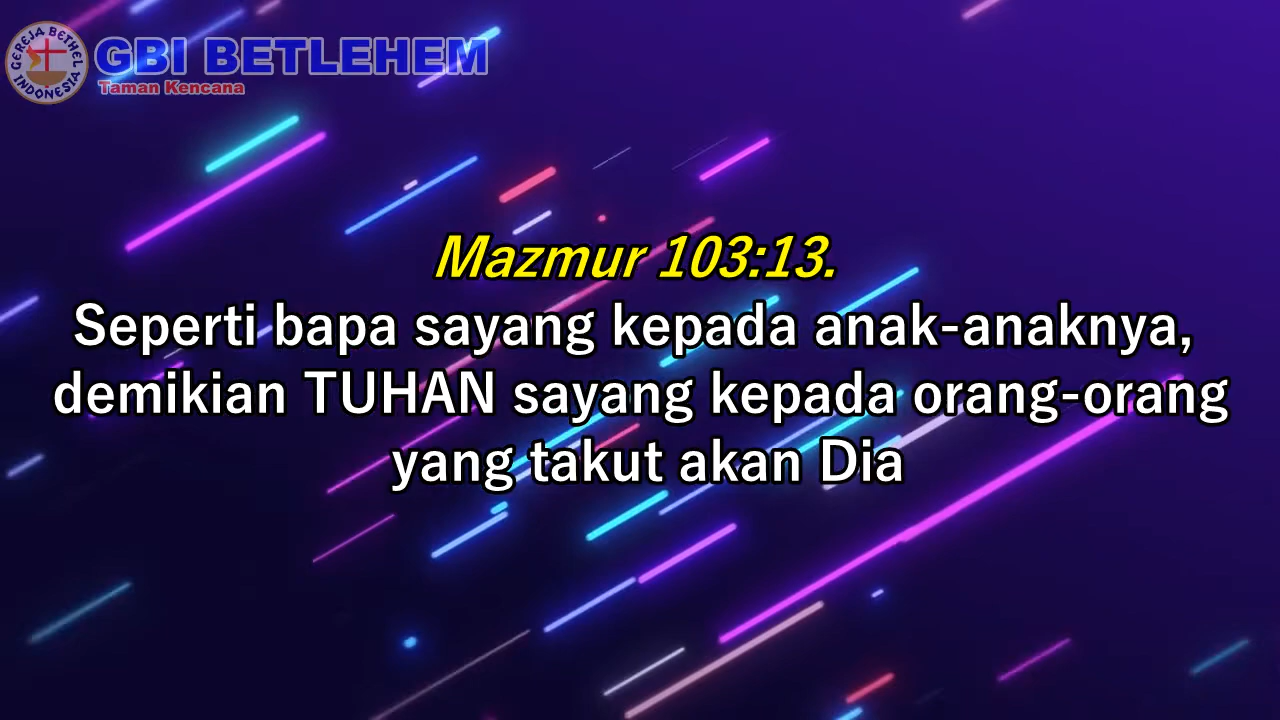 GEREJA BETHEL
INDONESIA
GBI BETLEHEM
Taman Kencana
Mazmur 103:13.
Seperti bapa sayang kepada anak-anaknya,
demikian TUHAN sayang kepada orang-orang
yang takut akan Dia